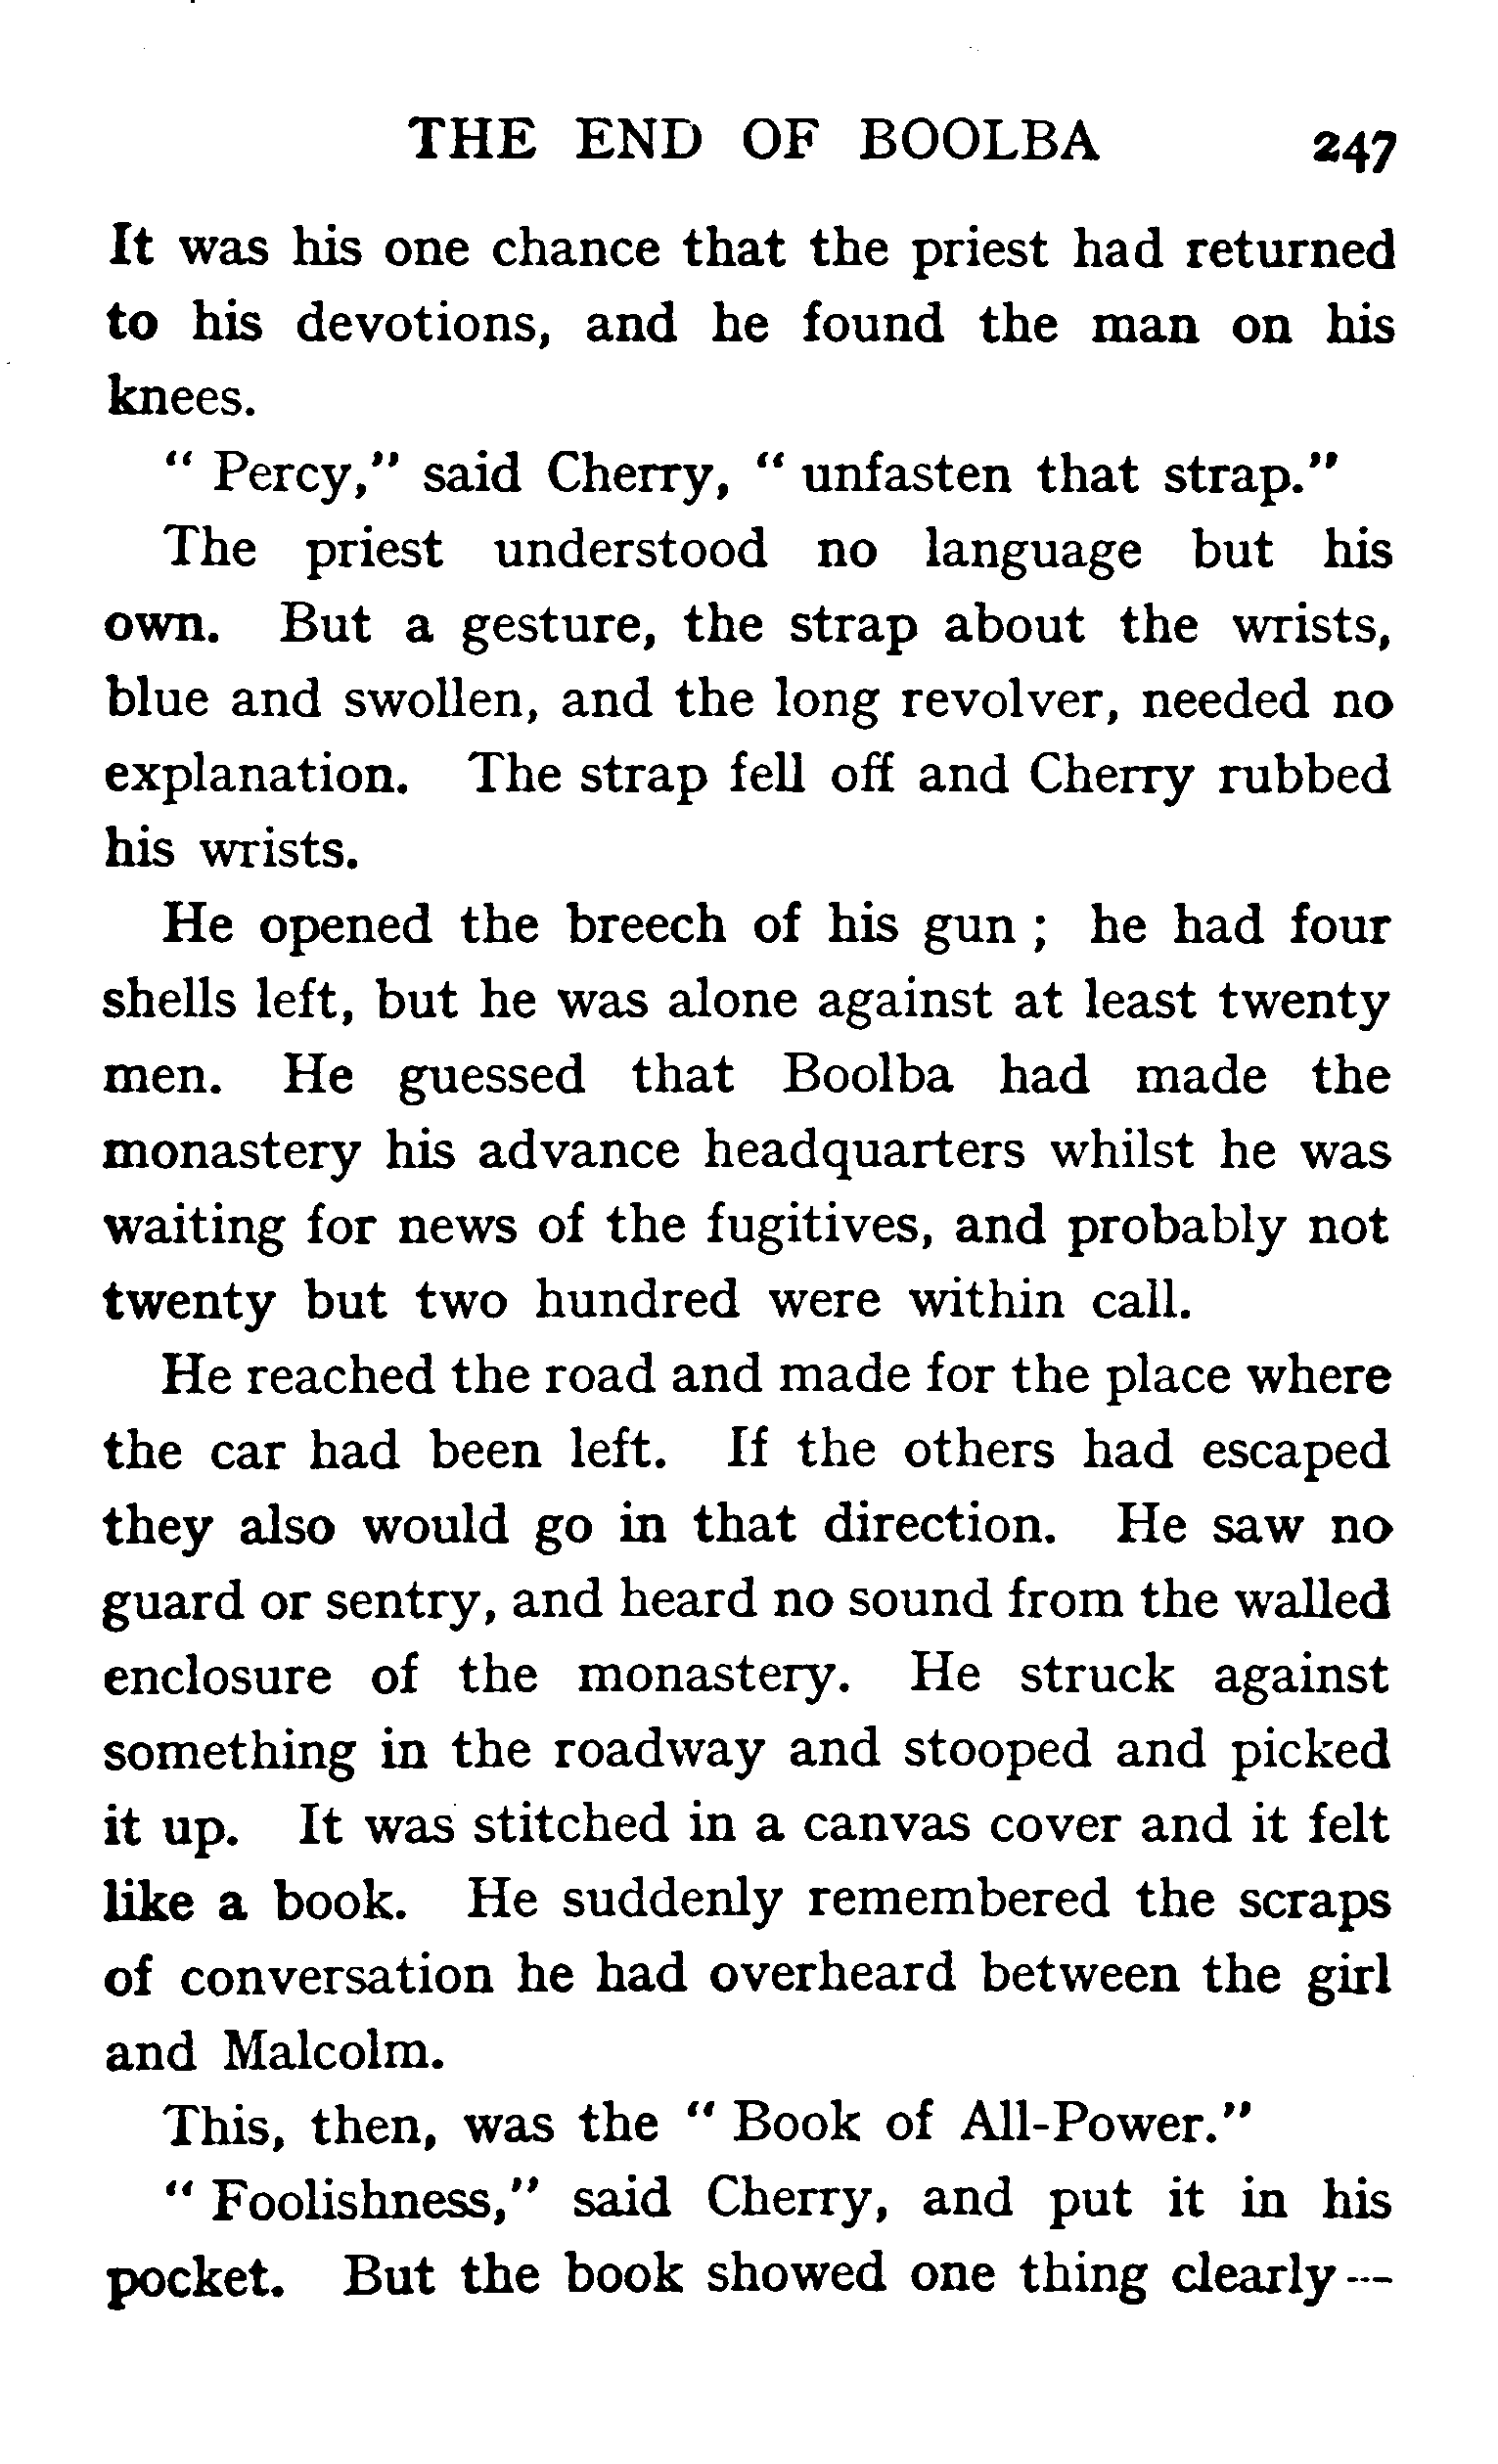 THE END OF BOOLBA 247
It was his one chance that the priest had returned
to his devotions, and he found the man on his
knees.
" Percy," said Cherry, " unfasten that strap."
The priest understood no language but his
own. But a gesture, the strap about the wrists,
blue and swollen, and the long revolver, needed no
explanation. The strap fell off and Cherry rubbed
his wrists.
He opened the breech of his gun ; he had four
shells left, but he was alone against at least twenty
men. He guessed that Boolba had made the
monastery his advance headquarters whilst he was
waiting for news of the fugitives, and probably not
twenty but two hundred were within call.
He reached the road and made for the place where
the car had been left. If the others had escaped
they also would go in that direction. He saw no
guard or sentry, and heard no sound from the walled
enclosure of the monastery. He struck against
something in the roadway and stooped and picked
it up. It was stitched in a canvas cover and it felt
like a book. He suddenly remembered the scraps
of conversation he had overheard between the girl
and Malcolm.
This, then, was the " Book of All-Power."
" Foolishness," said Cherry, and put it in his
pocket. But the book showed one thing clearly—